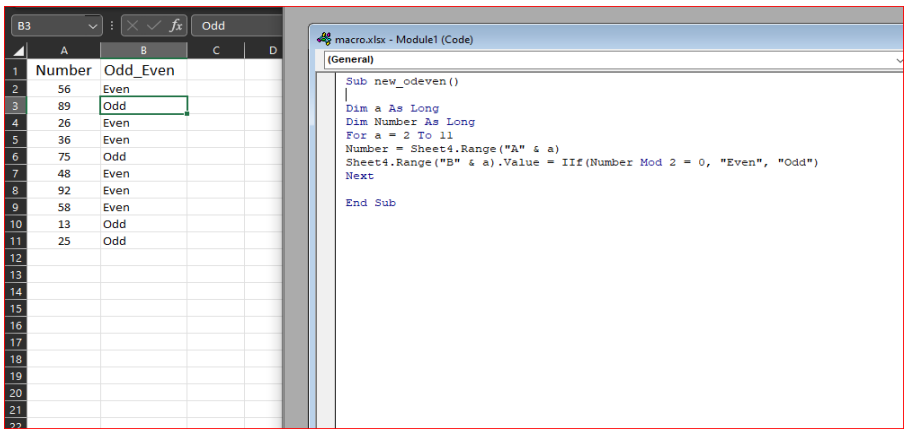 B3 fx Odd
A B C D
1 Number Odd_Even
2 56 Even
3 89 Odd
4 26 Even
5 36 Even
6 75 Odd
7 48 Even
8 92 Even
9 58 Even
10 13 Odd
11 25 Odd
12
13
14
15
16
17
18
19
20
21
22
macro.xlsx - Module1 (Code)
(General)
Sub new_odeven()
Dim a As Long
Dim Number As Long
For a = 2 To 11
Number = Sheet4.Range("A" & a)
Sheet4.Range("B" & a).Value = IIf(Number Mod 2 = 0, "Even", "Odd")
Next
End Sub